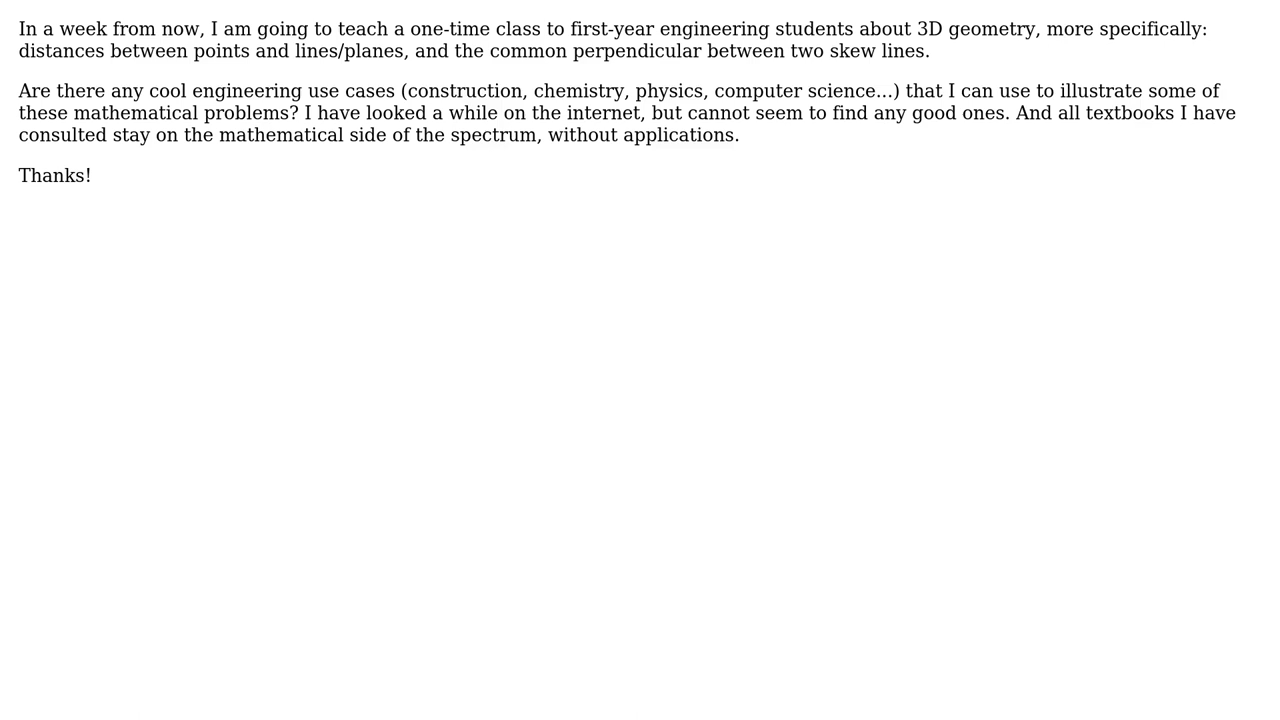 In a week from now, I am going to teach a one-time class to first-year engineering students about 3D geometry, more specifically:
distances between points and lines/planes, and the common perpendicular between two skew lines.
Are there any cool engineering use cases (construction, chemistry, physics, computer science...) that I can use to illustrate some of
these mathematical problems? I have looked a while on the internet, but cannot seem to find any good ones. And all textbooks I have
consulted stay on the mathematical side of the spectrum, without applications.
Thanks!